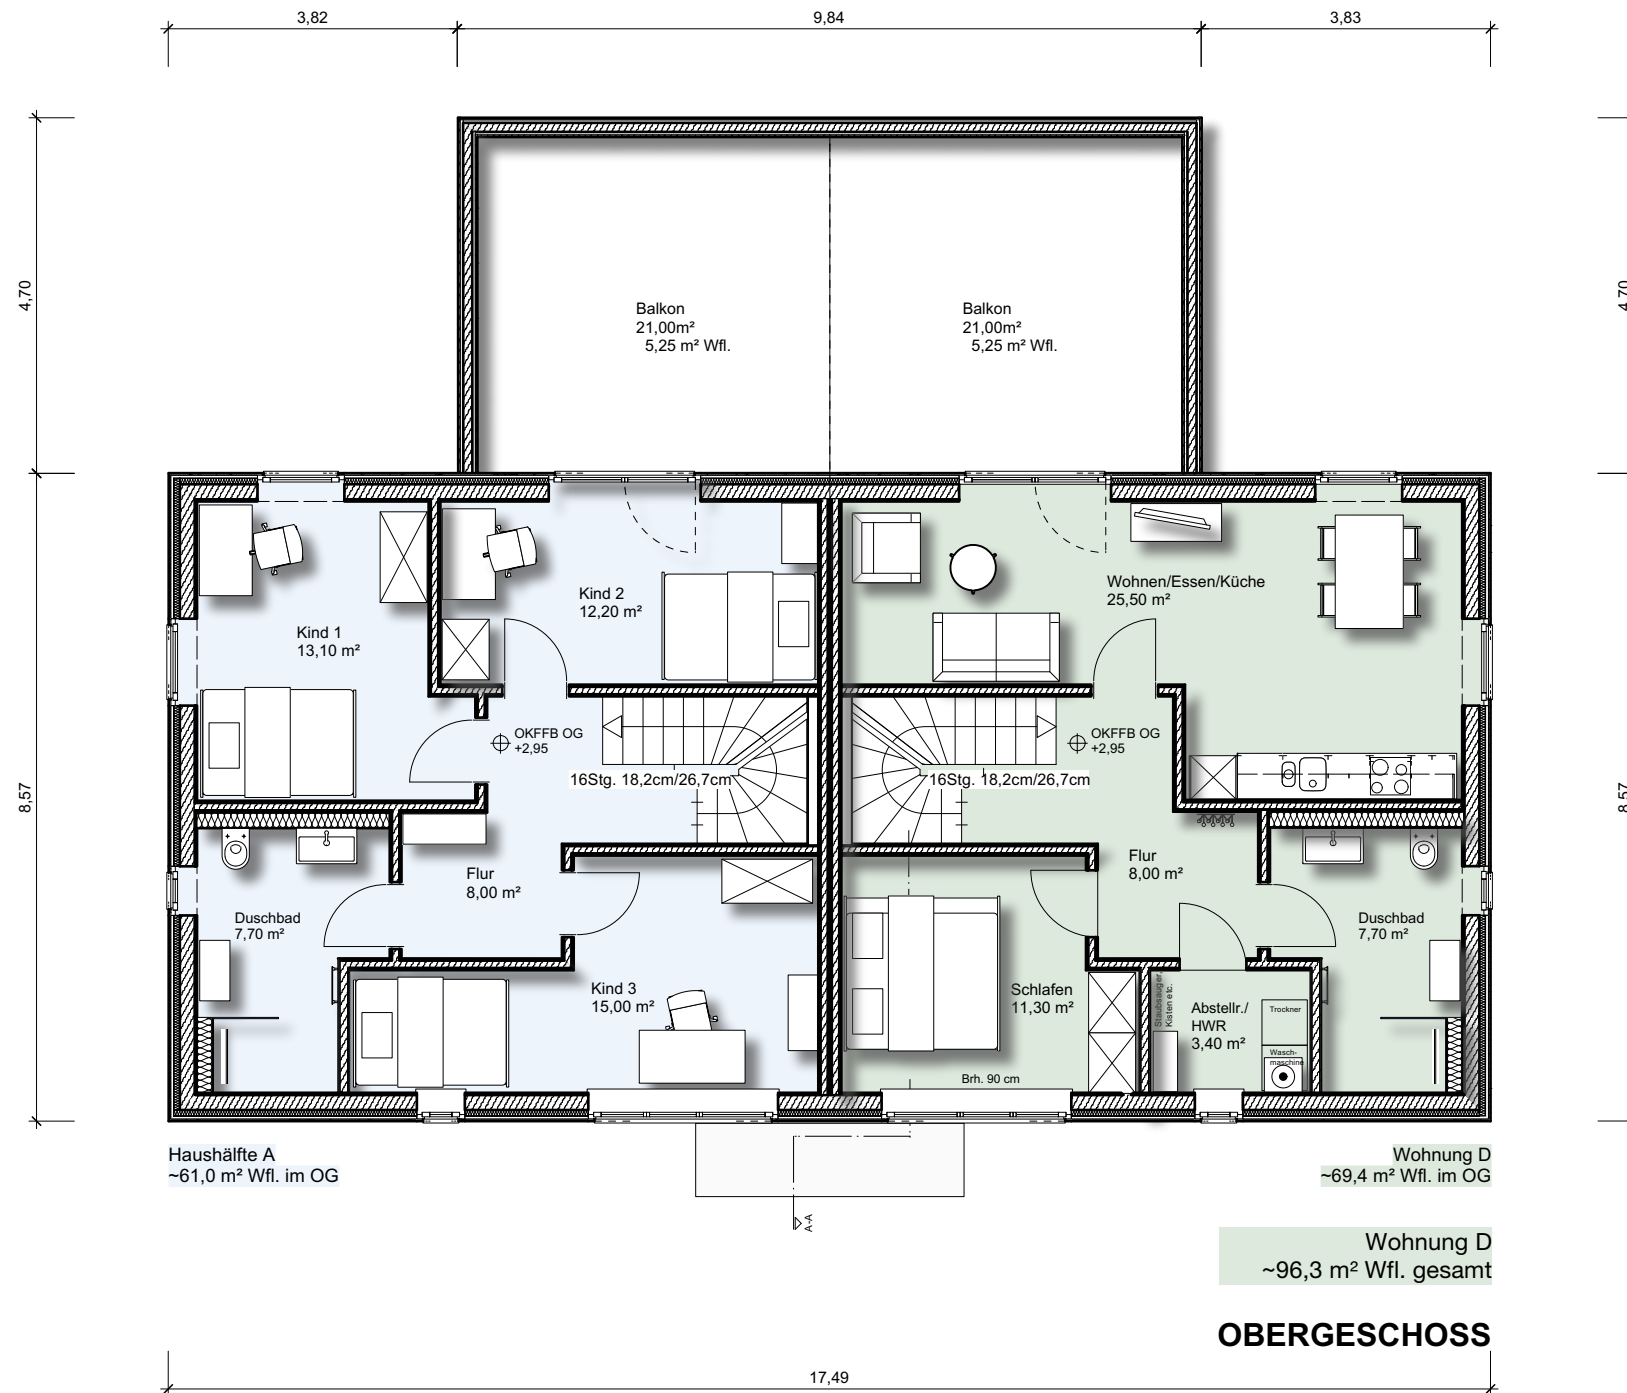 3,82
9,84
3,83
4,70
4,70
Balkon
21,00m²
5,25 m² Wfl.
Balkon
21,00m²
5,25 m² Wfl.
Kind 1
13,10 m²
Kind 2
12,20 m²
Wohnen/Essen/Küche
25,50 m²
OKFFB OG
+2,95
OKFFB OG
+2,95
16Stg. 18,2cm/26,7cm
16Stg. 18,2cm/26,7cm
8,57
8,57
Flur
8,00 m²
Flur
8,00 m²
Duschbad
7,70 m²
Duschbad
7,70 m²
Kind 3
15,00 m²
Schlafen
11,30 m²
Staubsauger,
Kisten etc.
Abstellr./
HWR
3,40 m²
Trockner
Wasch-
maschine
Brh. 90 cm
Haushälfte A
~61,0 m² Wfl. im OG
Wohnung D
~69,4 m² Wfl. im OG
A-A
Wohnung D
~96,3 m² Wfl. gesamt
OBERGESCHOSS
17,49